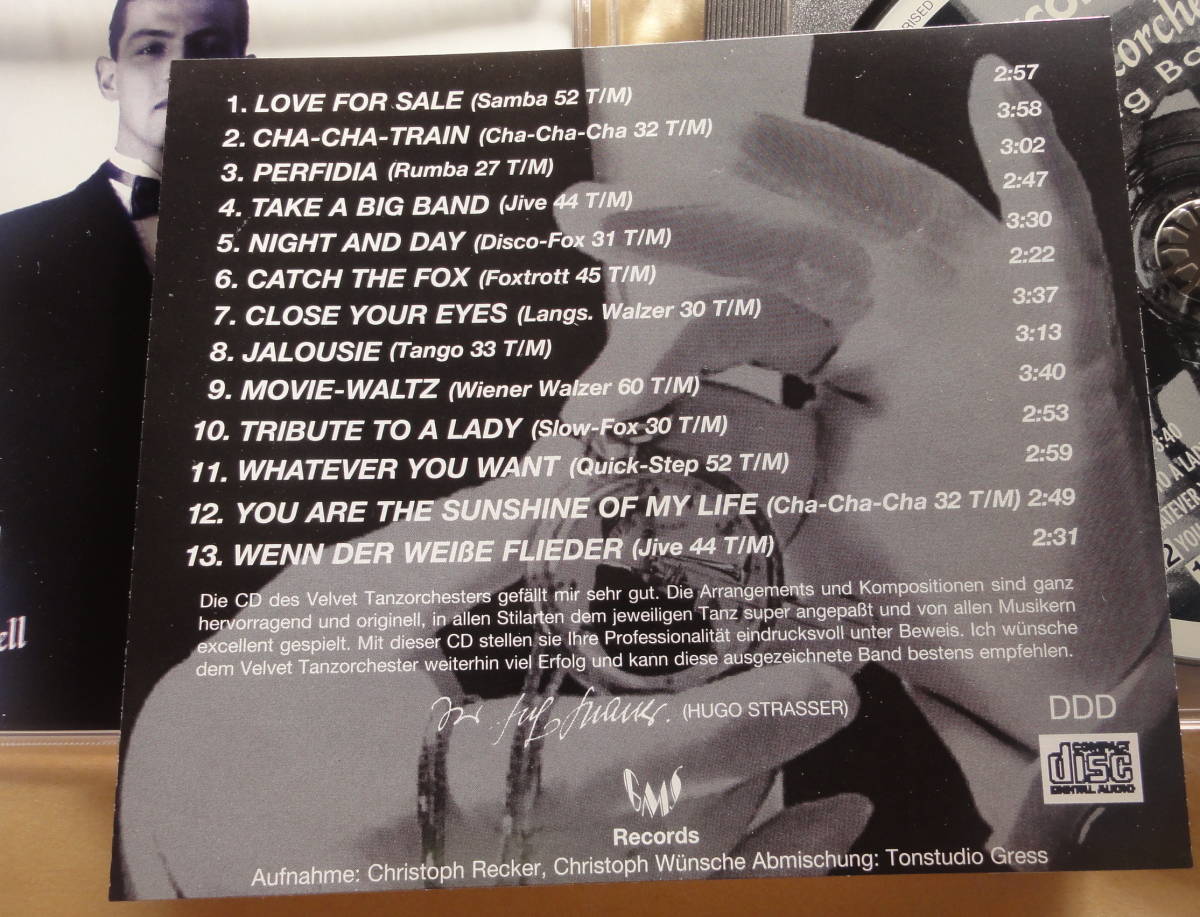 1. LOVE FOR SALE (Samba 52 T/M) 2:57
2. CHA-CHA-TRAIN (Cha-Cha-Cha 32 T/M) 3:58
3. PERFIDIA (Rumba 27 T/M) 3:02
4. TAKE A BIG BAND (Jive 44 T/M) 2:47
5. NIGHT AND DAY (Disco-Fox 31 T/M) 3:30
6. CATCH THE FOX (Foxtrott 45 T/M) 2:22
7. CLOSE YOUR EYES (Langs. Walzer 30 T/M) 3:37
8. JALOUSIE (Tango 33 T/M) 3:13
9. MOVIE-WALTZ (Wiener Walzer 60 T/M) 3:40
10. TRIBUTE TO A LADY (Slow-Fox 30 T/M) 2:53
11. WHATEVER YOU WANT (Quick-Step 52 T/M) 2:59
12. YOU ARE THE SUNSHINE OF MY LIFE (Cha-Cha-Cha 32 T/M) 2:49
13. WENN DER WEIßE FLIEDER (Jive 44 T/M) 2:31
Die CD des Velvet Tanzorchesters gefällt mir sehr gut. Die Arrangements und Kompositionen sind ganz
hervorragend und originell, in allen Stilarten dem jeweiligen Tanz super angepaßt und von allen Musikern
excellent gespielt. Mit dieser CD stellen sie Ihre Professionalität eindrucksvoll unter Beweis. Ich wünsche
dem Velvet Tanzorchester weiterhin viel Erfolg und kann diese ausgezeichnete Band bestens empfehlen.
(HUGO STRASSER)
DDD
COMPACT
disc
DIGITAL AUDIO
GMS
Records
Aufnahme: Christoph Recker, Christoph Wünsche Abmischung: Tonstudio Gress
ell